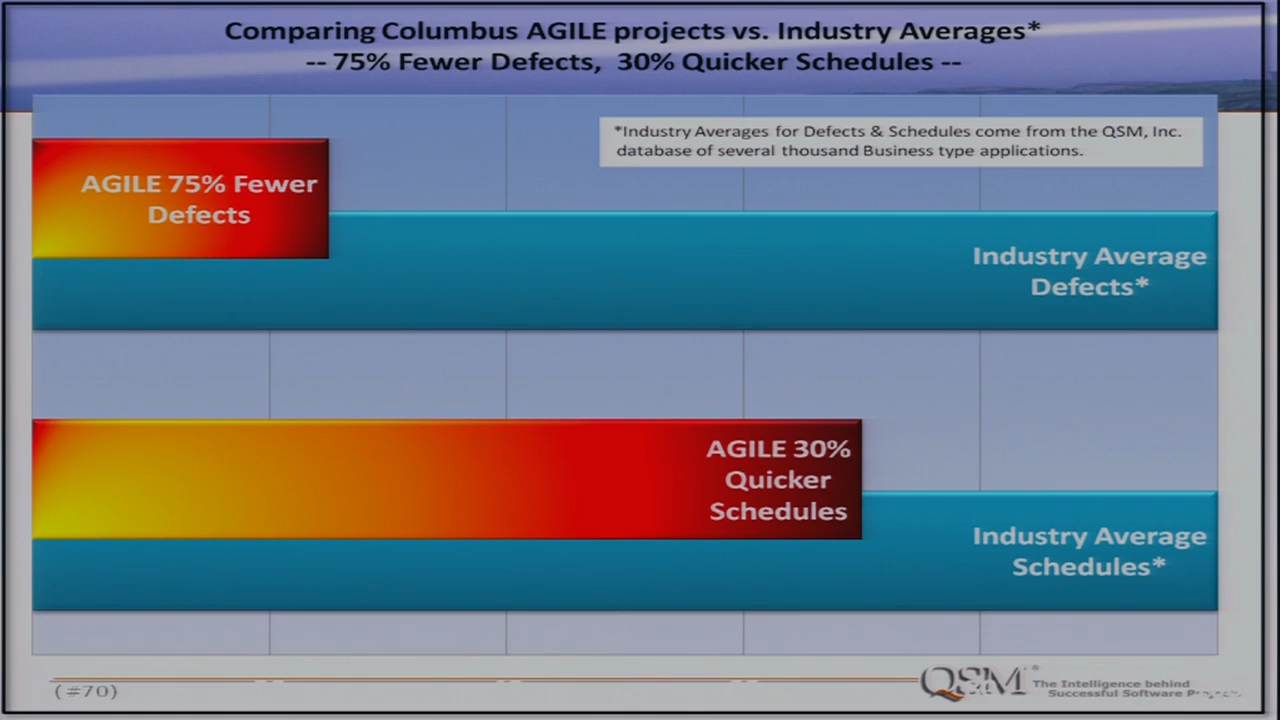 Comparing Columbus AGILE projects vs. Industry Averages*
-- 75% Fewer Defects, 30% Quicker Schedules --
*Industry Averages for Defects & Schedules come from the QSM, Inc.
database of several thousand Business type applications.
AGILE 75% Fewer
Defects
Industry Average
Defects*
AGILE 30%
Quicker
Schedules
Industry Average
Schedules*
(#70)
QSM
The Intelligence behind
Successful Software